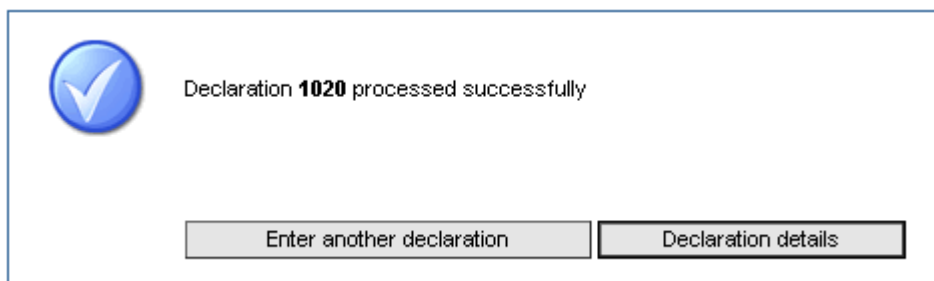 Declaration 1020 processed successfully
Enter another declaration
Declaration details